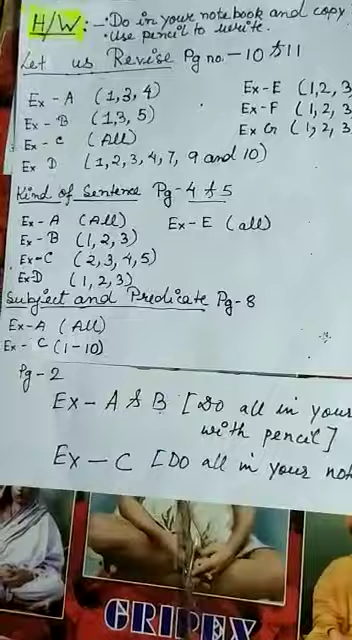 H/W:- • Do in your notebook and copy
• Use pencil to write.
Let us Revise Pg no. - 10 & 11
Ex - A (1,3,4)
Ex - B (1,3,5)
Ex - C (All)
Ex D (1,2,3,4,7,9 and 10)
Ex - E (1,2,3
Ex - F (1,2,3
Ex G (1,2,3
Kind of Sentence Pg - 4 & 5
Ex - A (All)
Ex - B (1,2,3)
Ex - C (2,3,4,5)
Ex D (1,2,3)
Ex - E (all)
Subject and Predicate Pg - 8
Ex - A (All)
Ex - C (1-10)
Pg - 2
Ex - A & B [Do all in your
with pencil]
Ex - C [Do all in your
GRIPEX